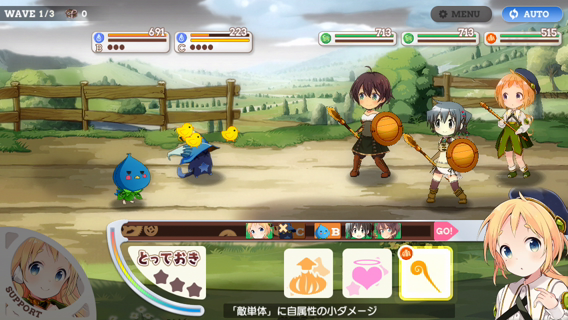 WAVE 1/3 0
MENU
AUTO
691
B
223
C
713
713
515
C B GO!
とっておき
SUPPORT
「敵単体」に自属性の小ダメージ